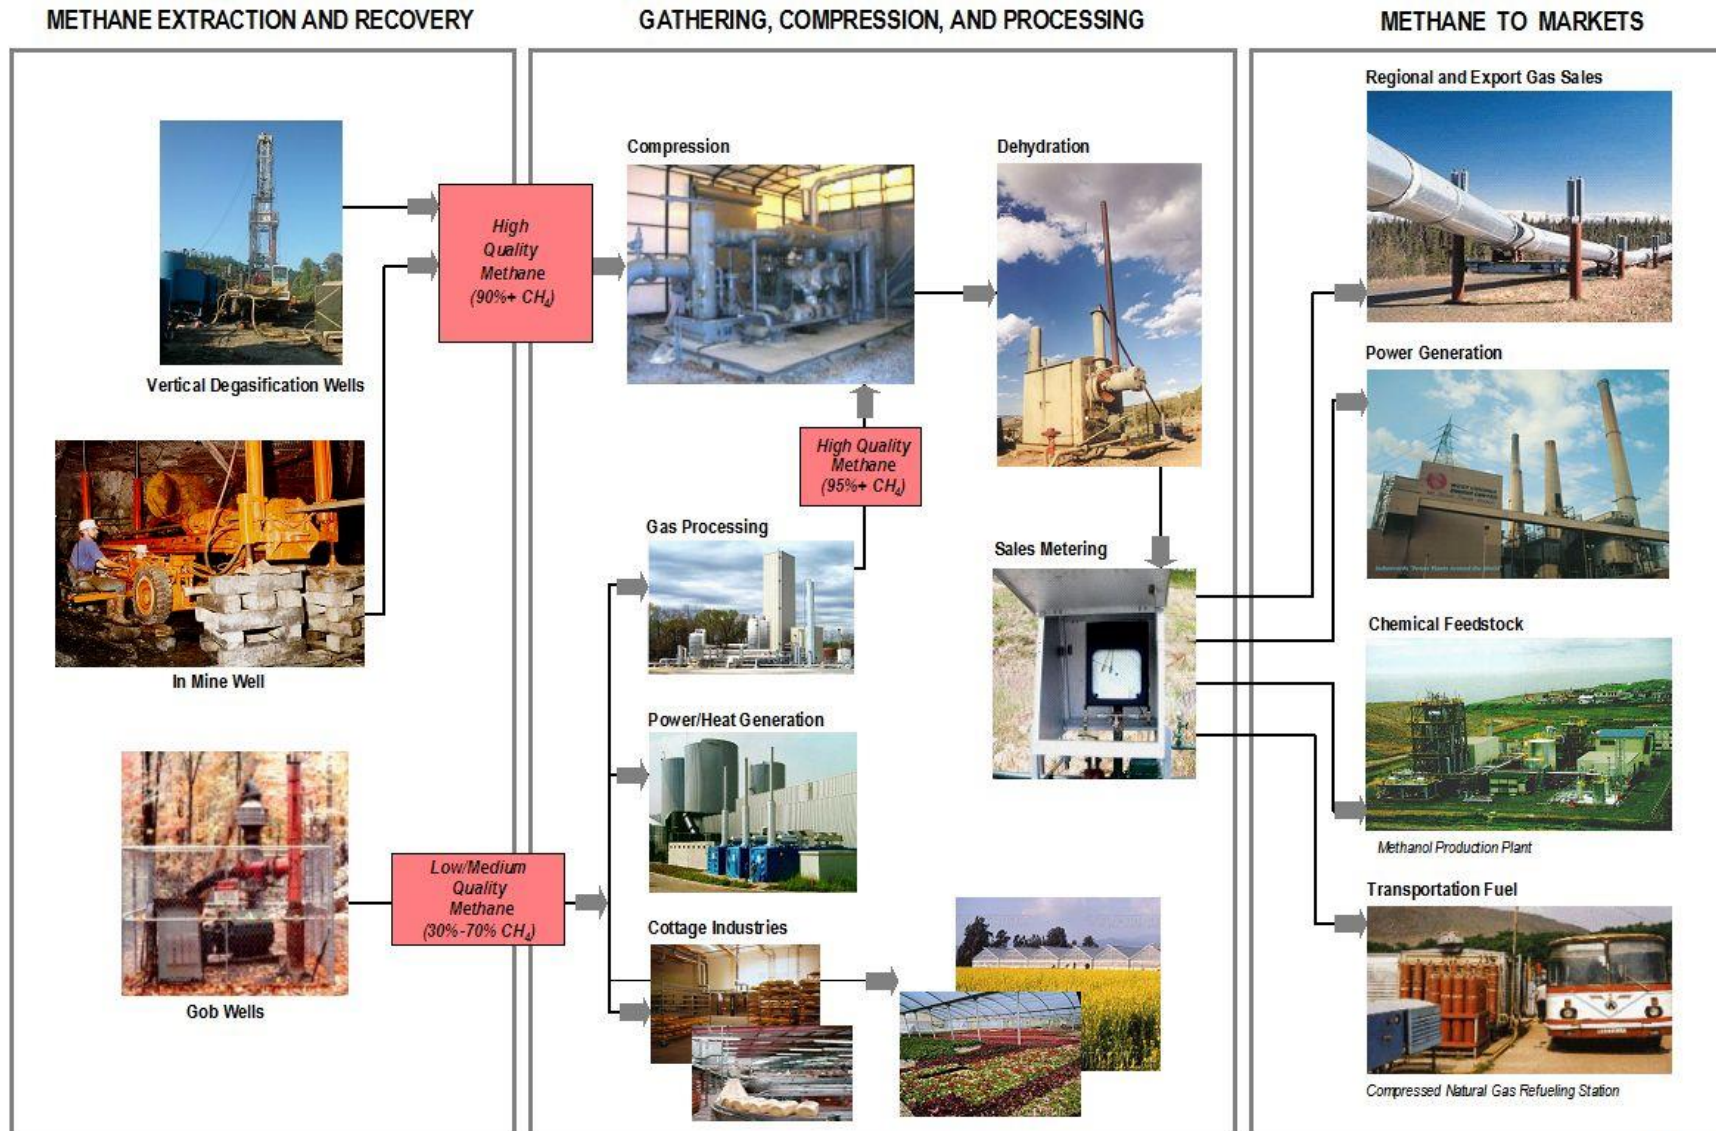 METHANE EXTRACTION AND RECOVERY
GATHERING, COMPRESSION, AND PROCESSING
METHANE TO MARKETS
Vertical Degasification Wells
In Mine Well
Gob Wells
High
Quality
Methane
(90%+ CH₄)
Low/Medium
Quality
Methane
(30%-70% CH₄)
Compression
Dehydration
High Quality
Methane
(95%+ CH₄)
Gas Processing
Sales Metering
Power/Heat Generation
Cottage Industries
Regional and Export Gas Sales
Power Generation
Chemical Feedstock
Methanol Production Plant
Transportation Fuel
Compressed Natural Gas Refueling Station